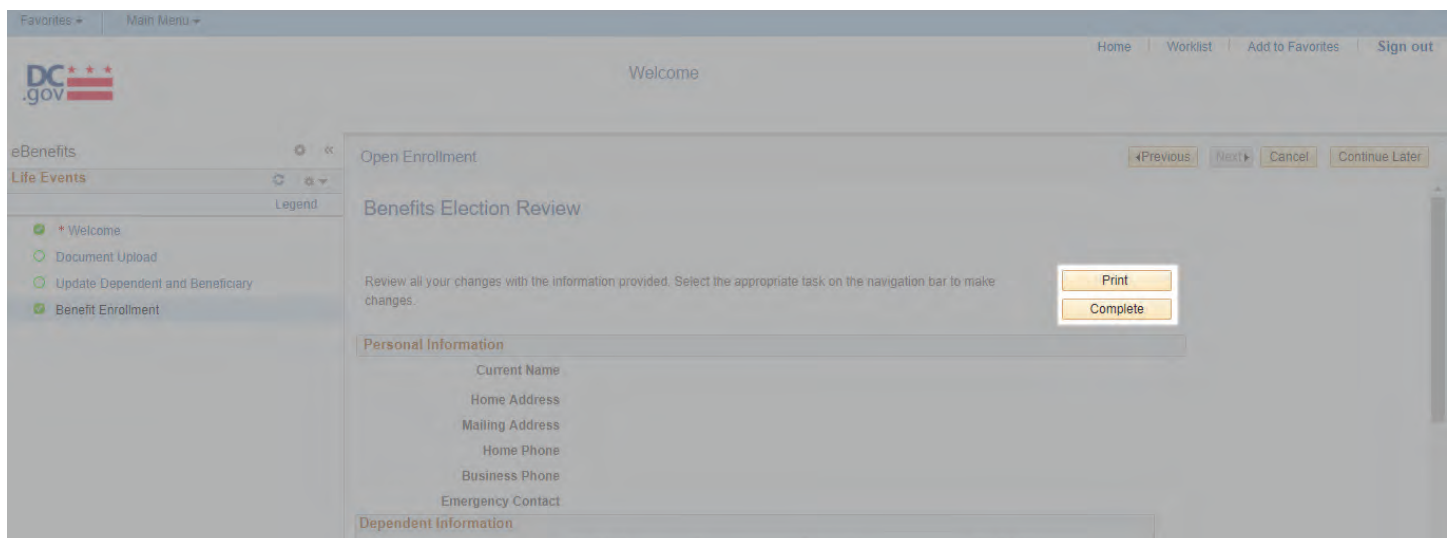 Favorites Main Menu
Home Worklist Add to Favorites Sign out
DC
.gov
Welcome
eBenefits
Life Events
Legend
* Welcome
Document Upload
Update Dependent and Beneficiary
Benefit Enrollment
Open Enrollment
Previous Next Cancel Continue Later
Benefits Election Review
Review all your changes with the information provided. Select the appropriate task on the navigation bar to make
changes.
Print
Complete
Personal Information
Current Name
Home Address
Mailing Address
Home Phone
Business Phone
Emergency Contact
Dependent Information